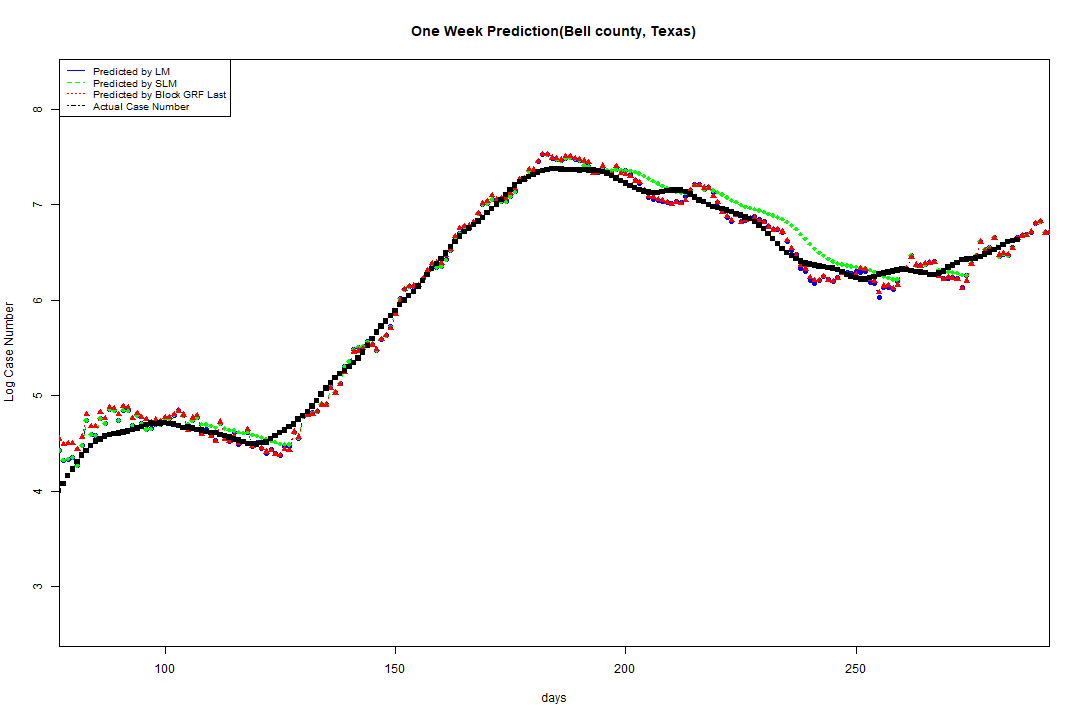 One Week Prediction(Bell county, Texas)
Predicted by LM
Predicted by SLM
Predicted by Block GRF Last
Actual Case Number
8
7
6
5
4
3
Log Case Number
100 150 200 250
days